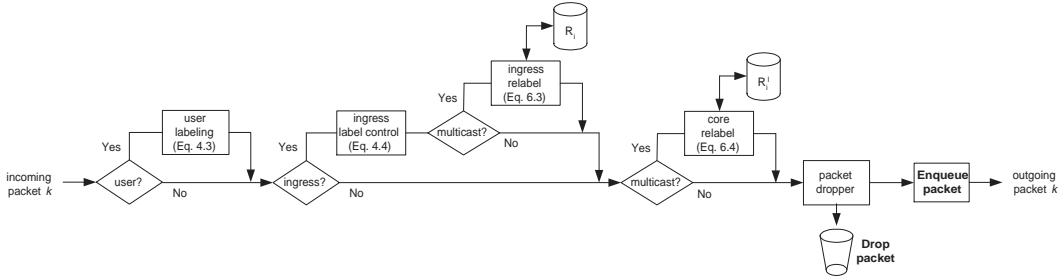 R i
ingress
relabel
(Eq. 6.3)
Yes
R i i
user
labeling
(Eq. 4.3)
Yes
ingress
label control
(Eq. 4.4)
Yes
multicast?
No
core
relabel
(Eq. 6.4)
Yes
incoming
packet k
user?
No
ingress?
No
multicast?
No
packet
dropper
Enqueue
packet
outgoing
packet k
Drop
packet